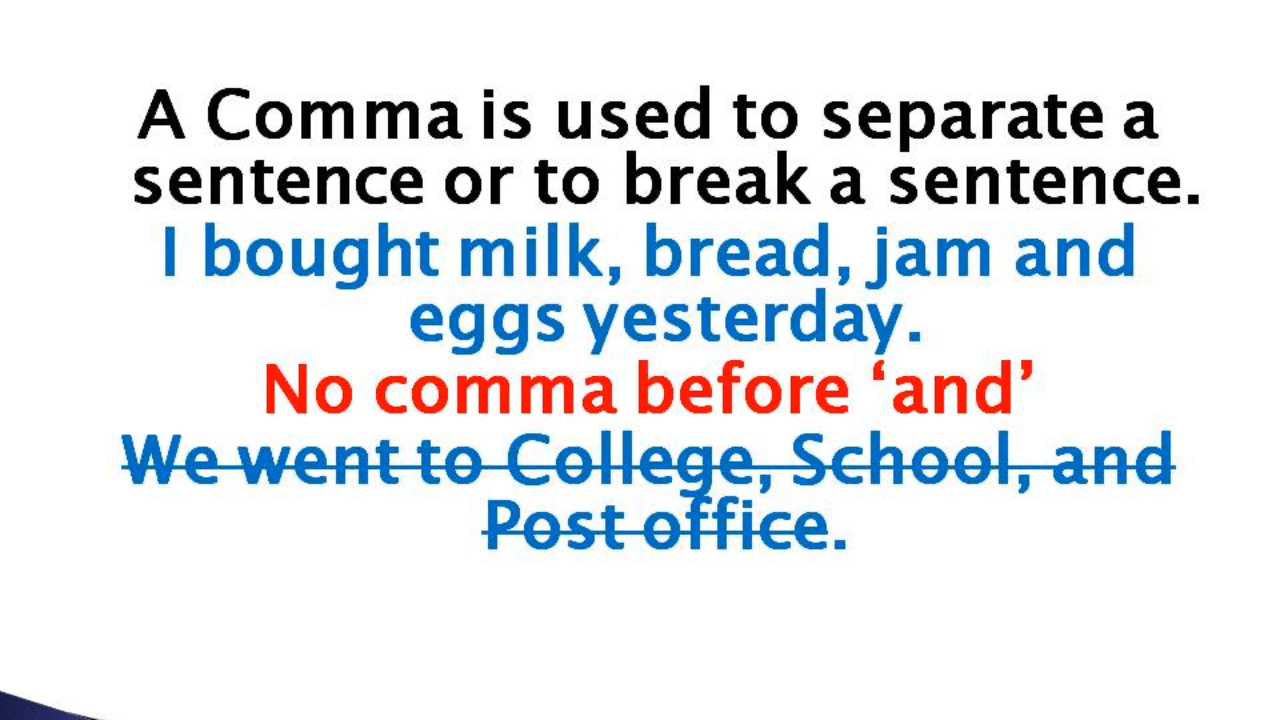 A Comma is used to separate a
sentence or to break a sentence.
I bought milk, bread, jam and
eggs yesterday.
No comma before ‘and’
We went to College, School, and
Post office.